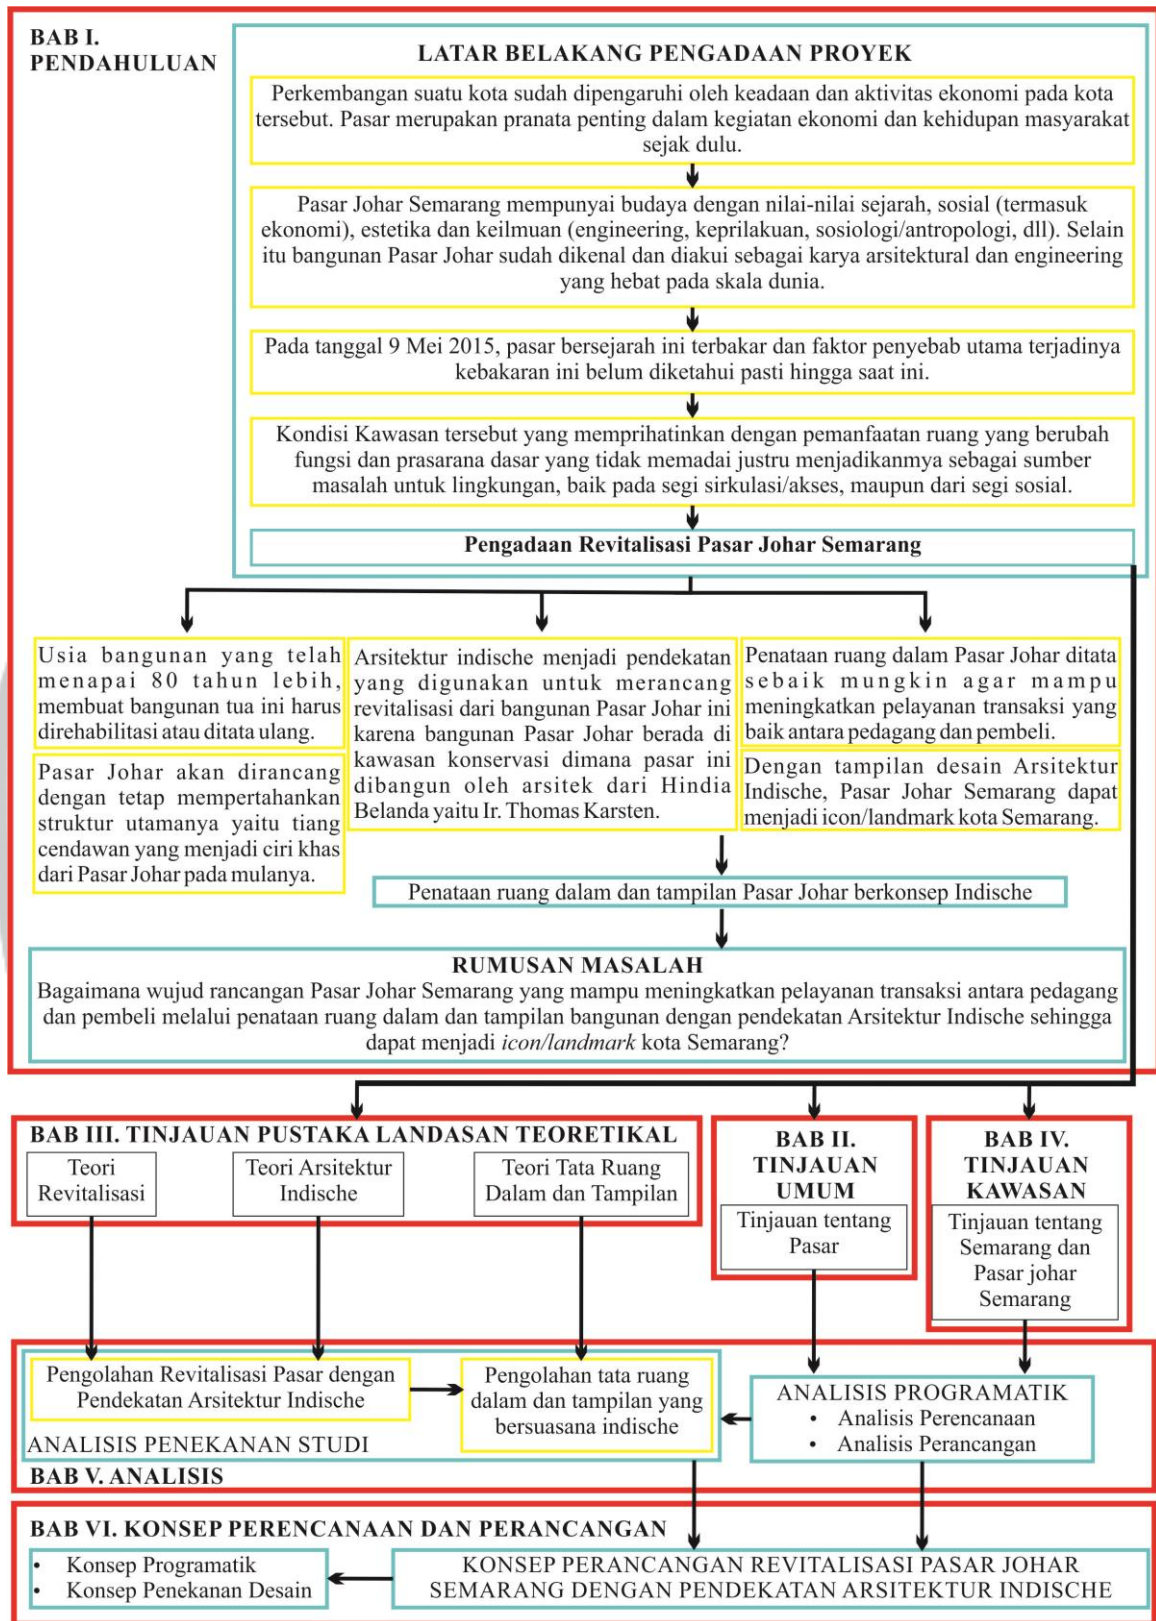 BAB I.
PENDAHULUAN
LATAR BELAKANG PENGADAAN PROYEK
Perkembangan suatu kota sudah dipengaruhi oleh keadaan dan aktivitas ekonomi pada kota
tersebut. Pasar merupakan pranata penting dalam kegiatan ekonomi dan kehidupan masyarakat
sejak dulu.
Pasar Johar Semarang mempunyai budaya dengan nilai-nilai sejarah, sosial (termasuk
ekonomi), estetika dan keilmuan (engineering, keprilakuan, sosiologi/antropologi, dll). Selain
itu bangunan Pasar Johar sudah dikenal dan diakui sebagai karya arsitektural dan engineering
yang hebat pada skala dunia.
Pada tanggal 9 Mei 2015, pasar bersejarah ini terbakar dan faktor penyebab utama terjadinya
kebakaran ini belum diketahui pasti hingga saat ini.
Kondisi Kawasan tersebut yang memprihatinkan dengan pemanfaatan ruang yang berubah
fungsi dan prasarana dasar yang tidak memadai justru menjadikanmya sebagai sumber
masalah untuk lingkungan, baik pada segi sirkulasi/akses, maupun dari segi sosial.
Pengadaan Revitalisasi Pasar Johar Semarang
Usia bangunan yang telah
menapai 80 tahun lebih,
membuat bangunan tua ini harus
direhabilitasi atau ditata ulang.
Pasar Johar akan dirancang
dengan tetap mempertahankan
struktur utamanya yaitu tiang
cendawan yang menjadi ciri khas
dari Pasar Johar pada mulanya.
Arsitektur indische menjadi pendekatan
yang digunakan untuk merancang
revitalisasi dari bangunan Pasar Johar ini
karena bangunan Pasar Johar berada di
kawasan konservasi dimana pasar ini
dibangun oleh arsitek dari Hindia
Belanda yaitu Ir. Thomas Karsten.
Penataan ruang dalam Pasar Johar ditata
sebaik mungkin agar mampu
meningkatkan pelayanan transaksi yang
baik antara pedagang dan pembeli.
Dengan tampilan desain Arsitektur
Indische, Pasar Johar Semarang dapat
menjadi icon/landmark kota Semarang.
Penataan ruang dalam dan tampilan Pasar Johar berkonsep Indische
RUMUSAN MASALAH
Bagaimana wujud rancangan Pasar Johar Semarang yang mampu meningkatkan pelayanan transaksi antara pedagang
dan pembeli melalui penataan ruang dalam dan tampilan bangunan dengan pendekatan Arsitektur Indische sehingga
dapat menjadi icon/landmark kota Semarang?
BAB III. TINJAUAN PUSTAKA LANDASAN TEORETIKAL
Teori
Revitalisasi
Teori Arsitektur
Indische
Teori Tata Ruang
Dalam dan Tampilan
BAB II.
TINJAUAN
UMUM
Tinjauan tentang
Pasar
BAB IV.
TINJAUAN
KAWASAN
Tinjauan tentang
Semarang dan
Pasar johar
Semarang
Pengolahan Revitalisasi Pasar dengan
Pendekatan Arsitektur Indische
Pengolahan tata ruang
dalam dan tampilan yang
bersuasana indische
ANALISIS PENEKANAN STUDI
ANALISIS PROGRAMATIK
• Analisis Perencanaan
• Analisis Perancangan
BAB V. ANALISIS
BAB VI. KONSEP PERENCANAAN DAN PERANCANGAN
• Konsep Programatik
• Konsep Penekanan Desain
KONSEP PERANCANGAN REVITALISASI PASAR JOHAR
SEMARANG DENGAN PENDEKATAN ARSITEKTUR INDISCHE